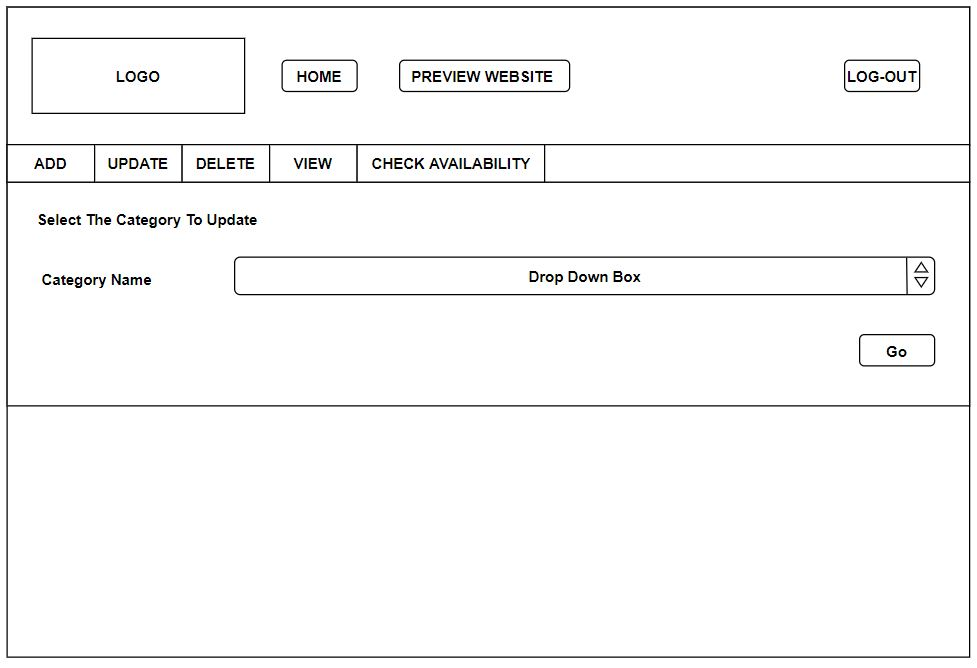 LOGO HOME PREVIEW WEBSITE LOG-OUT
ADD UPDATE DELETE VIEW CHECK AVAILABILITY
Select The Category To Update
Category Name Drop Down Box
Go